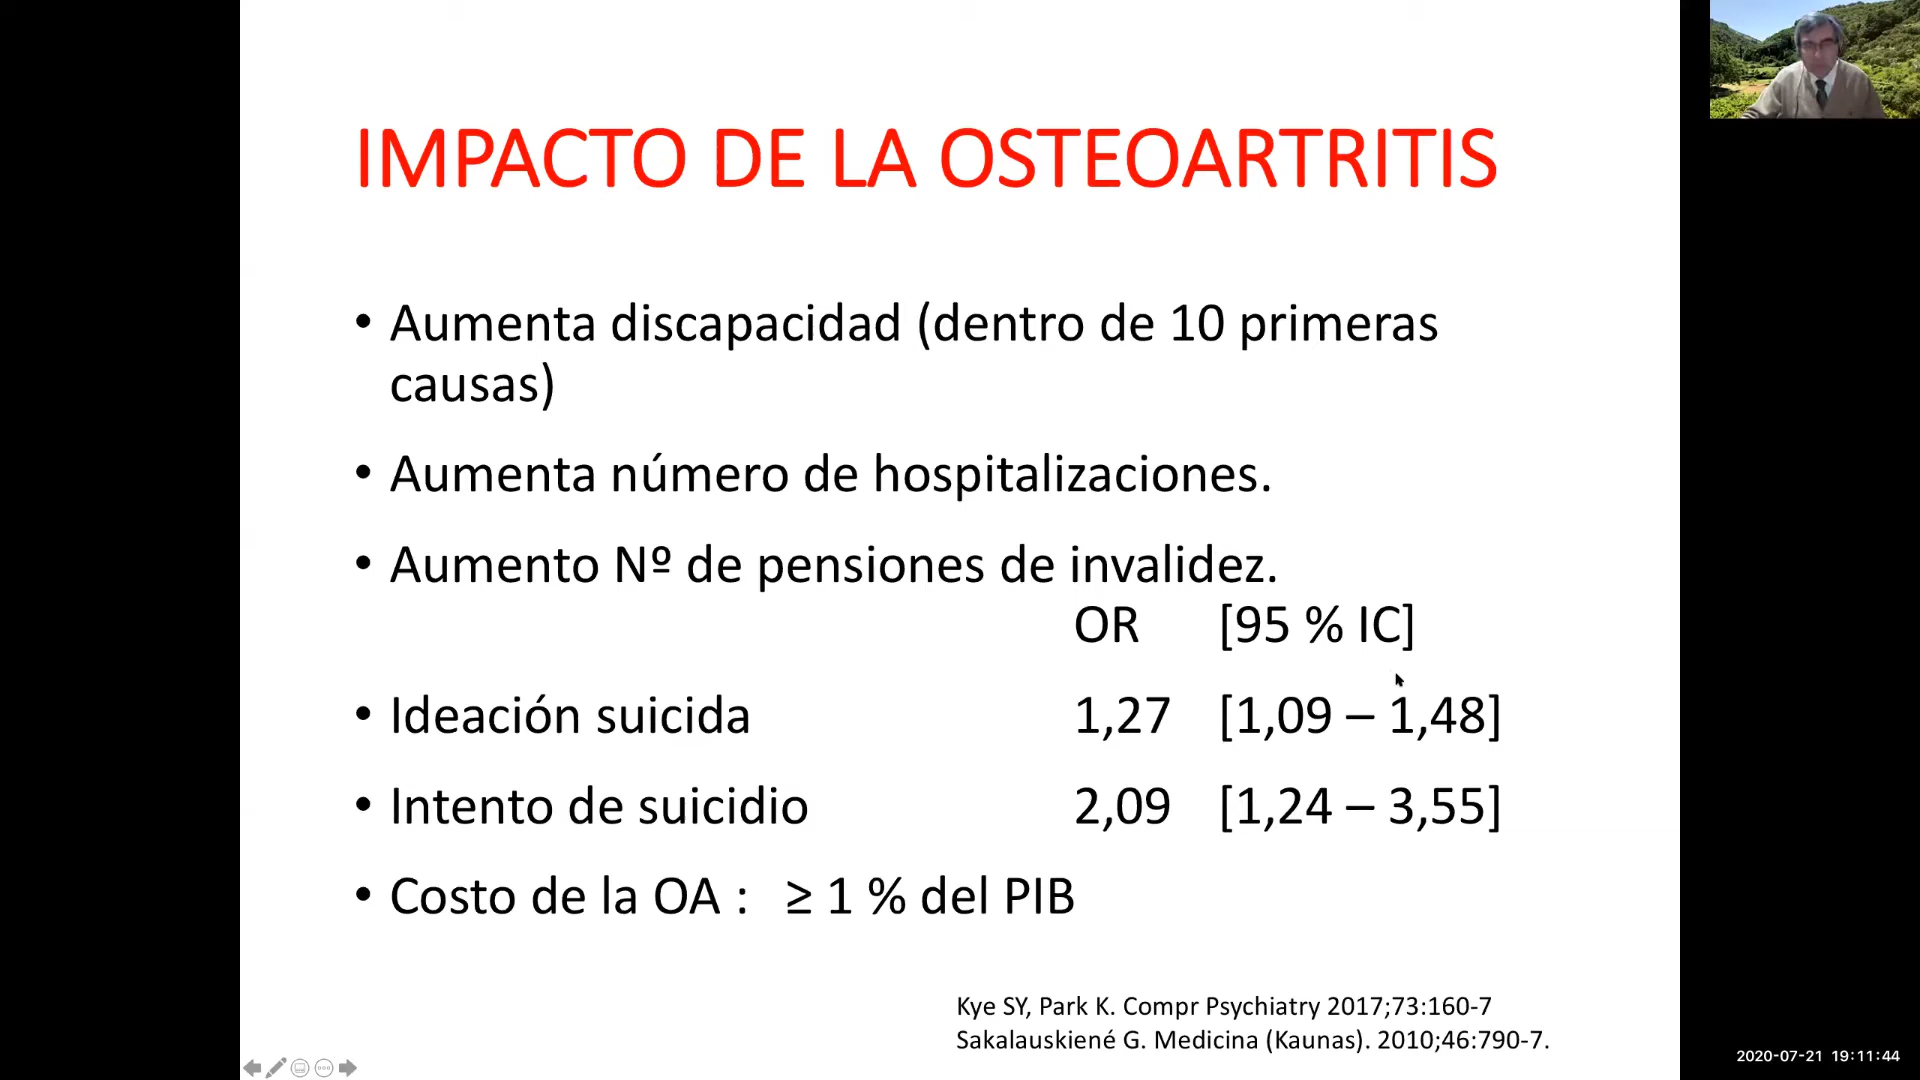 IMPACTO DE LA OSTEOARTRITIS
• Aumenta discapacidad (dentro de 10 primeras
causas)
• Aumenta número de hospitalizaciones.
• Aumento Nº de pensiones de invalidez.
OR [95 % IC]
• Ideación suicida 1,27 [1,09 – 1,48]
• Intento de suicidio 2,09 [1,24 – 3,55]
• Costo de la OA : ≥ 1 % del PIB
Kye SY, Park K. Compr Psychiatry 2017;73:160-7
Sakalauskiené G. Medicina (Kaunas). 2010;46:790-7.
2020-07-21 19:11:44